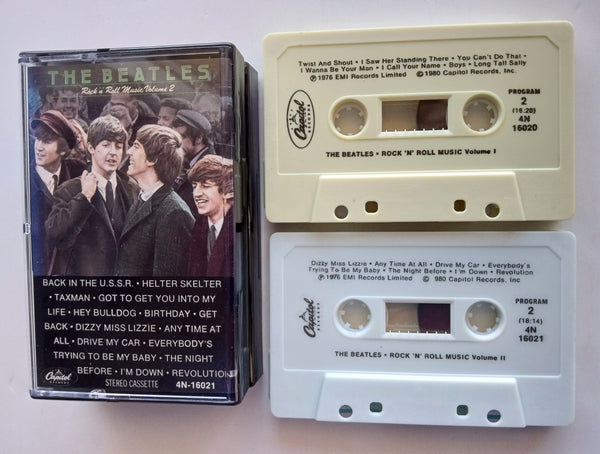 THE BEATLES
Rock 'n' Roll Music, Volume 2
BACK IN THE U.S.S.R. • HELTER SKELTER
• TAXMAN • GOT TO GET YOU INTO MY
LIFE • HEY BULLDOG • BIRTHDAY • GET
BACK • DIZZY MISS LIZZIE • ANY TIME AT
ALL • DRIVE MY CAR • EVERYBODY'S
TRYING TO BE MY BABY • THE NIGHT
BEFORE • I'M DOWN • REVOLUTION
Capitol
RECORDS
STEREO CASSETTE
4N-16021
Twist And Shout • I Saw Her Standing There • You Can't Do That •
I Wanna Be Your Man • I Call Your Name • Boys • Long Tall Sally
℗ 1976 EMI Records Limited © 1980 Capitol Records, Inc.
Capitol
RECORDS
PROGRAM
2
(16:20)
4N
16020
THE BEATLES • ROCK 'N' ROLL MUSIC Volume I
Dizzy Miss Lizzie • Any Time At All • Drive My Car • Everybody's
Trying To Be My Baby • The Night Before • I'm Down • Revolution
℗ 1976 EMI Records Limited © 980 Capitol Records, Inc.
Capitol
RECORDS
PROGRAM
2
(18:14)
4N
16021
THE BEATLES • ROCK 'N' ROLL MUSIC Volume II